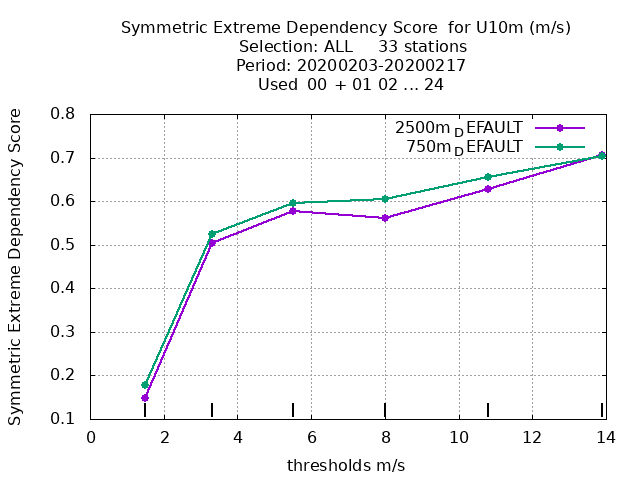 Symmetric Extreme Dependency Score for U10m (m/s)
Selection: ALL 33 stations
Period: 20200203-20200217
Used 00 + 01 02 ... 24
Symmetric Extreme Dependency Score
0.8
0.7
0.6
0.5
0.4
0.3
0.2
0.1
2500m_DEFAULT
750m_DEFAULT
0 2 4 6 8 10 12 14
thresholds m/s